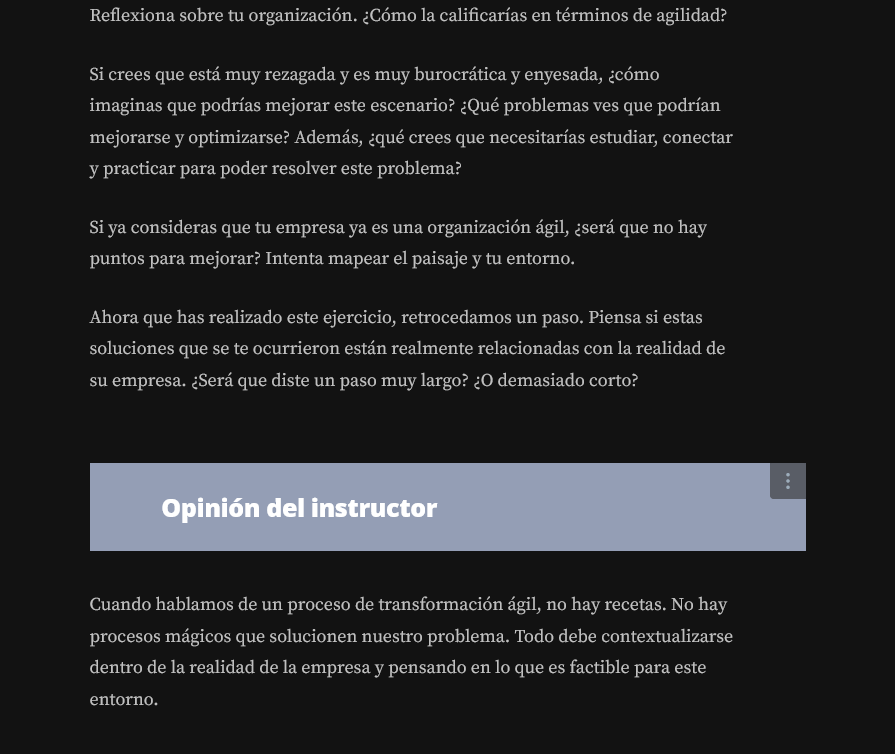 Reflexiona sobre tu organización. ¿Cómo la calificarías en términos de agilidad?
Si crees que está muy rezagada y es muy burocrática y enyesada, ¿cómo
imaginas que podrías mejorar este escenario? ¿Qué problemas ves que podrían
mejorarse y optimizarse? Además, ¿qué crees que necesitarías estudiar, conectar
y practicar para poder resolver este problema?
Si ya consideras que tu empresa ya es una organización ágil, ¿será que no hay
puntos para mejorar? Intenta mapear el paisaje y tu entorno.
Ahora que has realizado este ejercicio, retrocedamos un paso. Piensa si estas
soluciones que se te ocurrieron están realmente relacionadas con la realidad de
su empresa. ¿Será que diste un paso muy largo? ¿O demasiado corto?
Opinión del instructor
Cuando hablamos de un proceso de transformación ágil, no hay recetas. No hay
procesos mágicos que solucionen nuestro problema. Todo debe contextualizarse
dentro de la realidad de la empresa y pensando en lo que es factible para este
entorno.